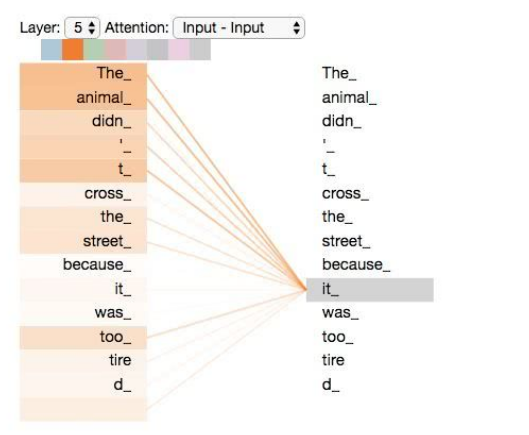 Layer: 5 Attention: Input - Input
The_ The_
animal_ animal_
didn_ didn_
'_ '_
t_ t_
cross_ cross_
the_ the_
street_ street_
because_ because_
it_ it_
was_ was_
too_ too_
tire tire
d_ d_